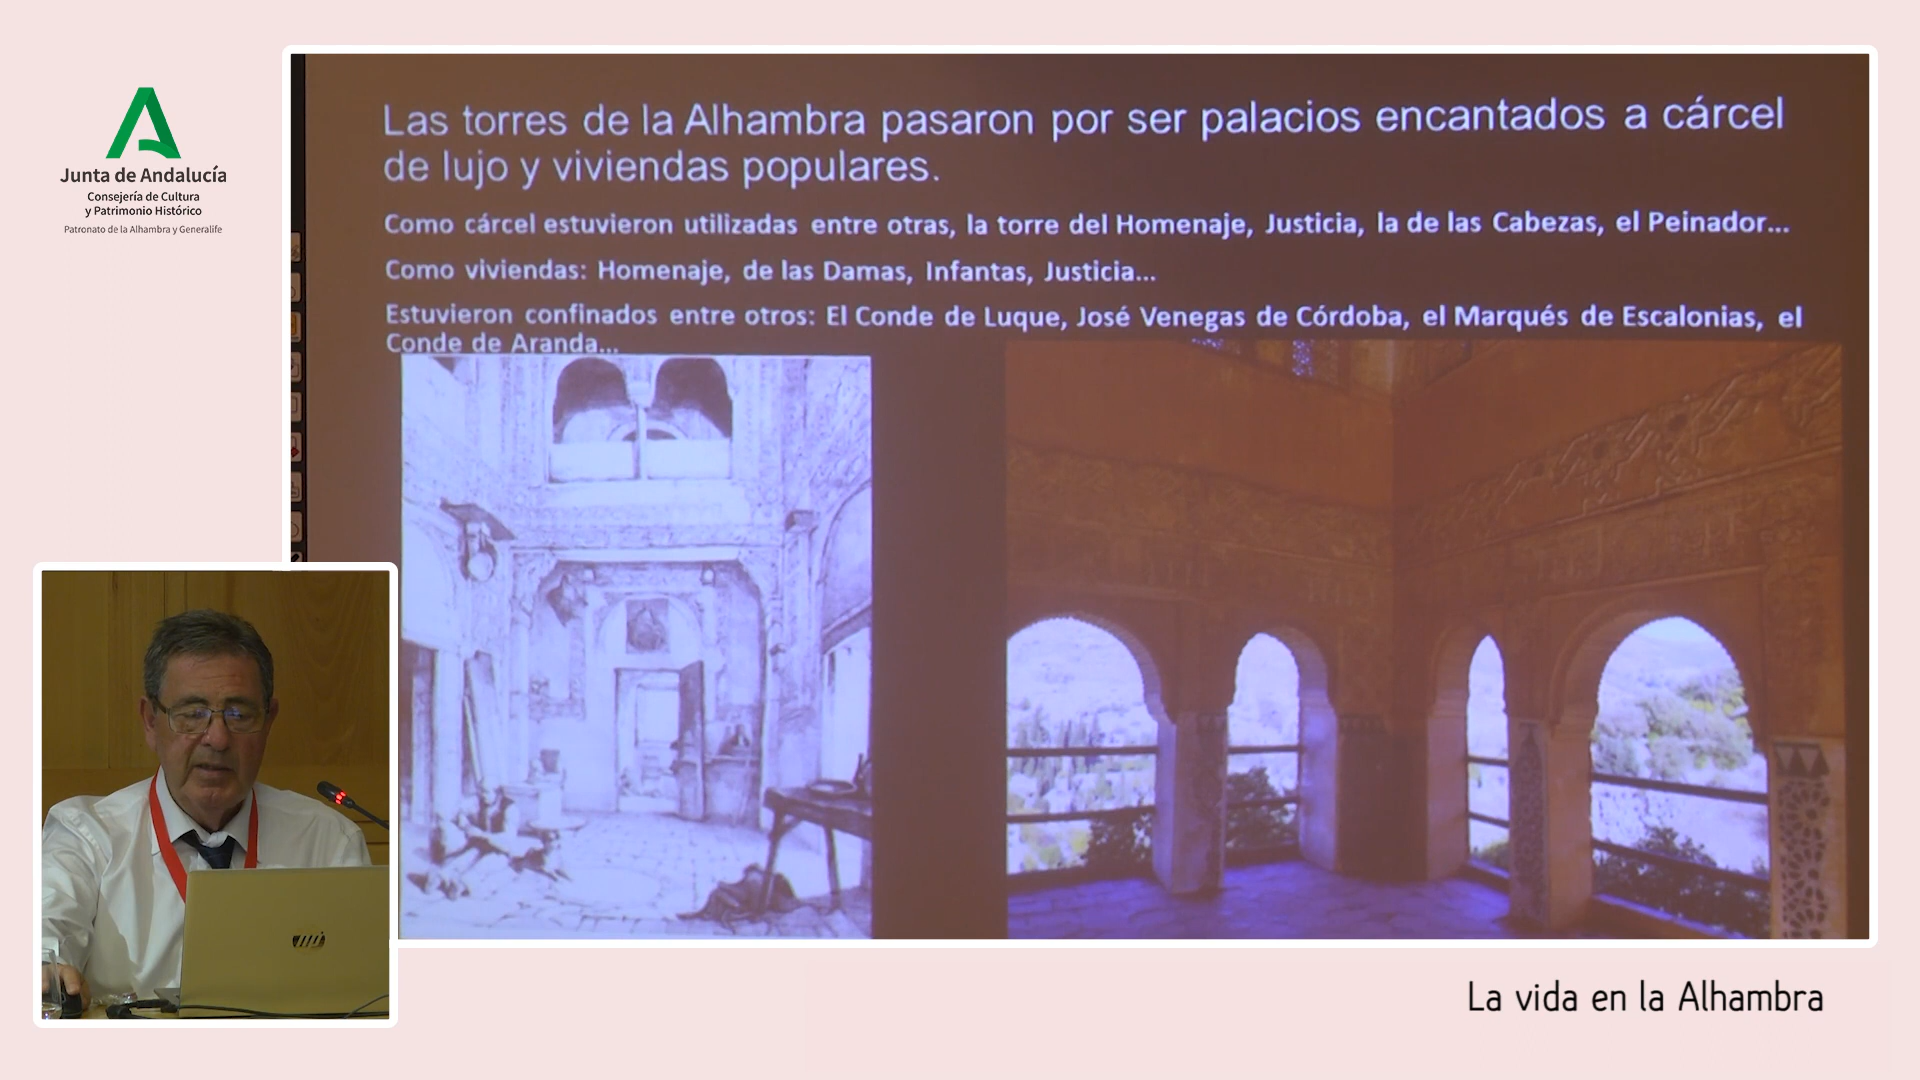 Junta de Andalucía
Consejería de Cultura
y Patrimonio Histórico
Patronato de la Alhambra y Generalife
Las torres de la Alhambra pasaron por ser palacios encantados a cárcel
de lujo y viviendas populares.
Como cárcel estuvieron utilizadas entre otras, la torre del Homenaje, Justicia, la de las Cabezas, el Peinador...
Como viviendas: Homenaje, de las Damas, Infantas, Justicia...
Estuvieron confinados entre otros: El Conde de Luque, José Venegas de Córdoba, el Marqués de Escalonias, el
Conde de Aranda...
hp
La vida en la Alhambra